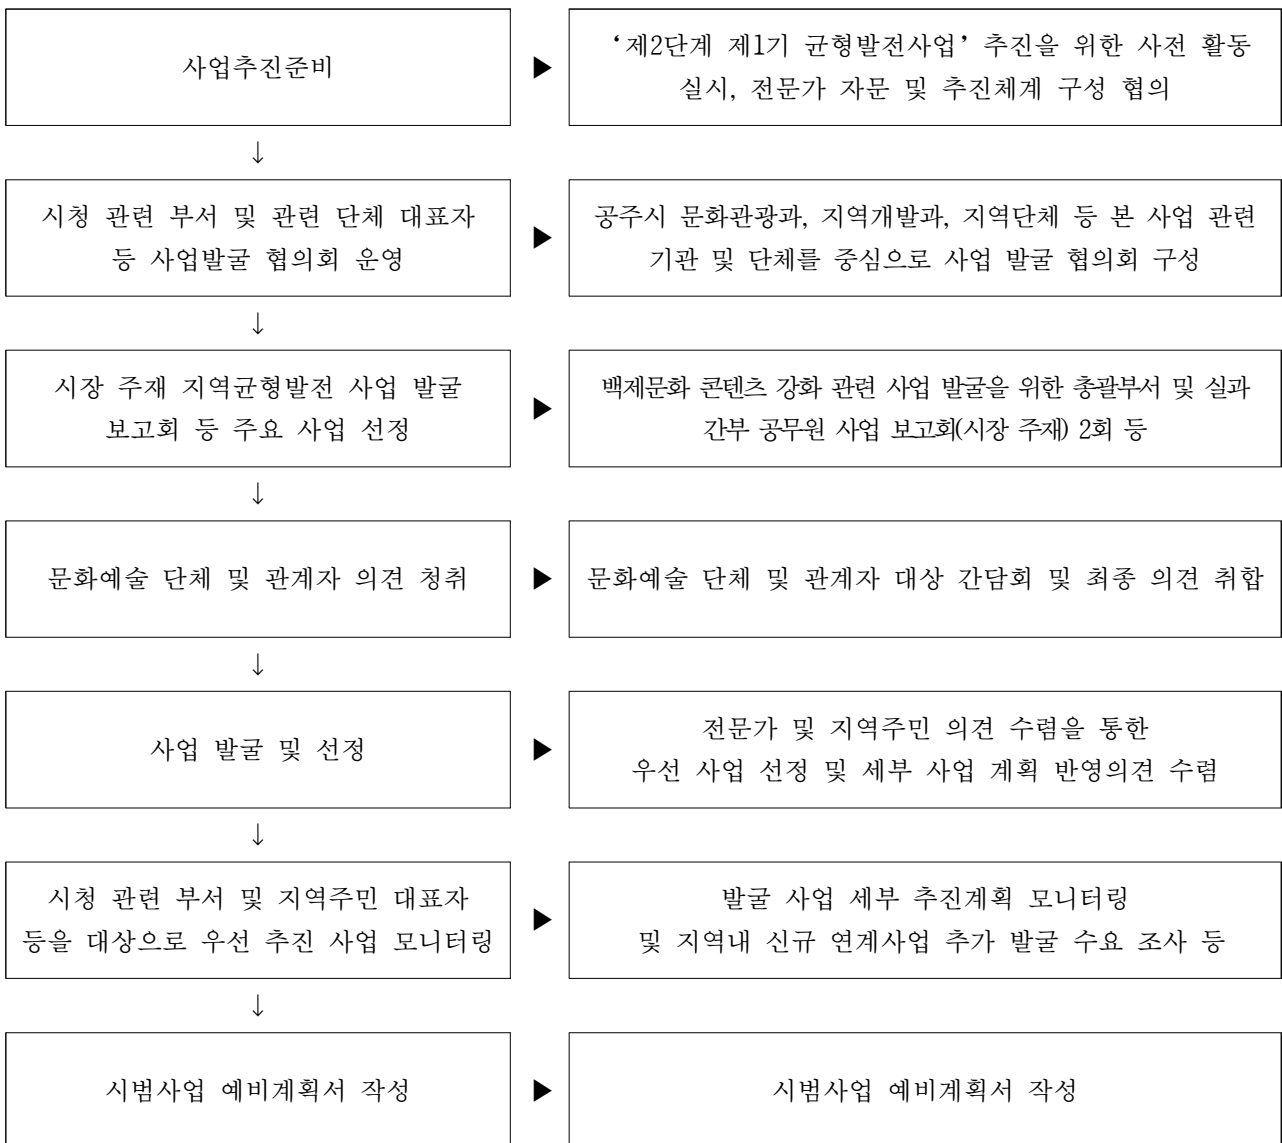 사업추진준비
▶
‘제2단계 제1기 균형발전사업’ 추진을 위한 사전 활동
실시, 전문가 자문 및 추진체계 구성 협의
↓
시청 관련 부서 및 관련 단체 대표자
등 사업발굴 협의회 운영
▶
공주시 문화관광과, 지역개발과, 지역단체 등 본 사업 관련
기관 및 단체를 중심으로 사업 발굴 협의회 구성
↓
시장 주재 지역균형발전 사업 발굴
보고회 등 주요 사업 선정
▶
백제문화 콘텐츠 강화 관련 사업 발굴을 위한 총괄부서 및 실과
간부 공무원 사업 보고회(시장 주재) 2회 등
↓
문화예술 단체 및 관계자 의견 청취
▶
문화예술 단체 및 관계자 대상 간담회 및 최종 의견 취합
↓
사업 발굴 및 선정
▶
전문가 및 지역주민 의견 수렴을 통한
우선 사업 선정 및 세부 사업 계획 반영의견 수렴
↓
시청 관련 부서 및 지역주민 대표자
등을 대상으로 우선 추진 사업 모니터링
▶
발굴 사업 세부 추진계획 모니터링
및 지역내 신규 연계사업 추가 발굴 수요 조사 등
↓
시범사업 예비계획서 작성
▶
시범사업 예비계획서 작성